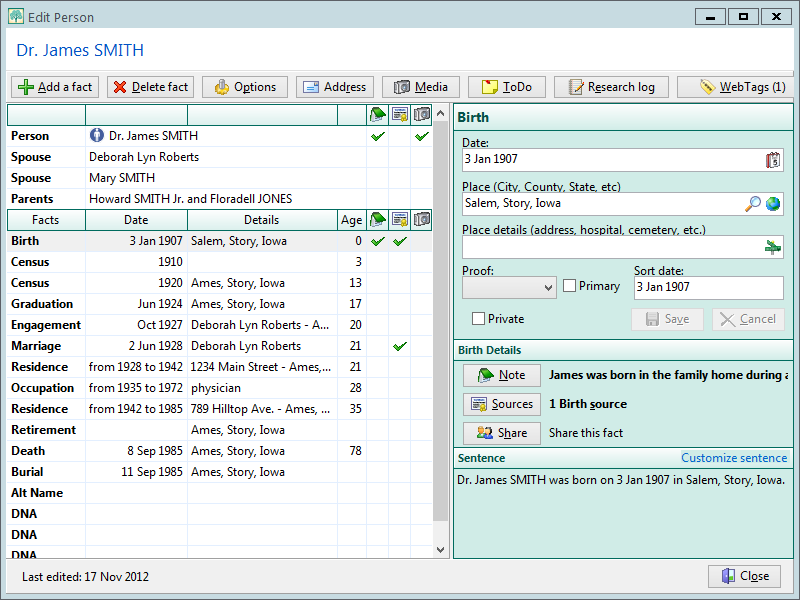 Edit Person
Dr. James SMITH
Add a fact Delete fact Options Address Media ToDo Research log WebTags (1)
Person Dr. James SMITH
Spouse Deborah Lyn Roberts
Spouse Mary SMITH
Parents Howard SMITH Jr. and Floradell JONES
Facts Date Details Age
Birth 3 Jan 1907 Salem, Story, Iowa 0
Census 1910 3
Census 1920 Ames, Story, Iowa 13
Graduation Jun 1924 Ames, Story, Iowa 17
Engagement Oct 1927 Deborah Lyn Roberts - A... 20
Marriage 2 Jun 1928 Deborah Lyn Roberts 21
Residence from 1928 to 1942 1234 Main Street - Ames,... 21
Occupation from 1935 to 1972 physician 28
Residence from 1942 to 1985 789 Hilltop Ave. - Ames, ... 35
Retirement Ames, Story, Iowa
Death 8 Sep 1985 Ames, Story, Iowa 78
Burial 11 Sep 1985 Ames, Story, Iowa
Alt Name
DNA
DNA
DNA
Birth
Date:
3 Jan 1907
Place (City, County, State, etc)
Salem, Story, Iowa
Place details (address, hospital, cemetery, etc.)
Proof: Primary Sort date:
3 Jan 1907
Private Save Cancel
Birth Details
Note James was born in the family home during a
Sources 1 Birth source
Share Share this fact
Sentence Customize sentence
Dr. James SMITH was born on 3 Jan 1907 in Salem, Story, Iowa.
Last edited: 17 Nov 2012 Close